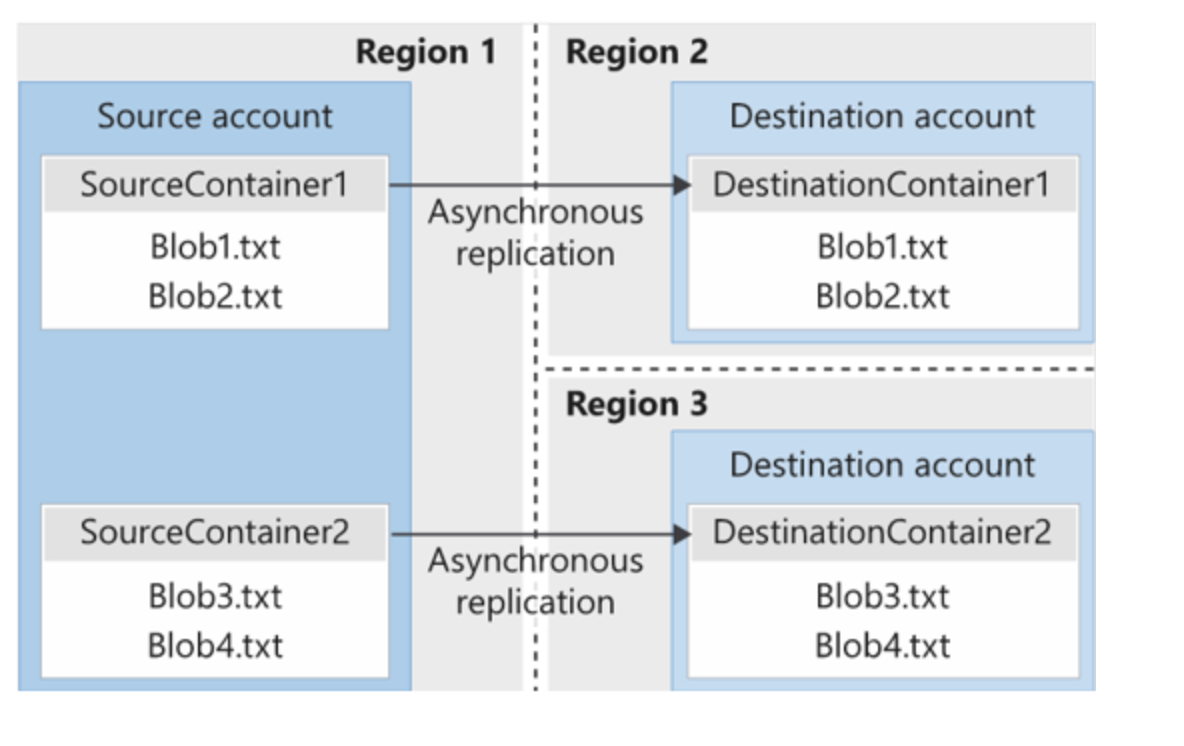 Region 1
Source account
SourceContainer1
Blob1.txt
Blob2.txt
Asynchronous
replication
Region 2
Destination account
DestinationContainer1
Blob1.txt
Blob2.txt
SourceContainer2
Blob3.txt
Blob4.txt
Asynchronous
replication
Region 3
Destination account
DestinationContainer2
Blob3.txt
Blob4.txt